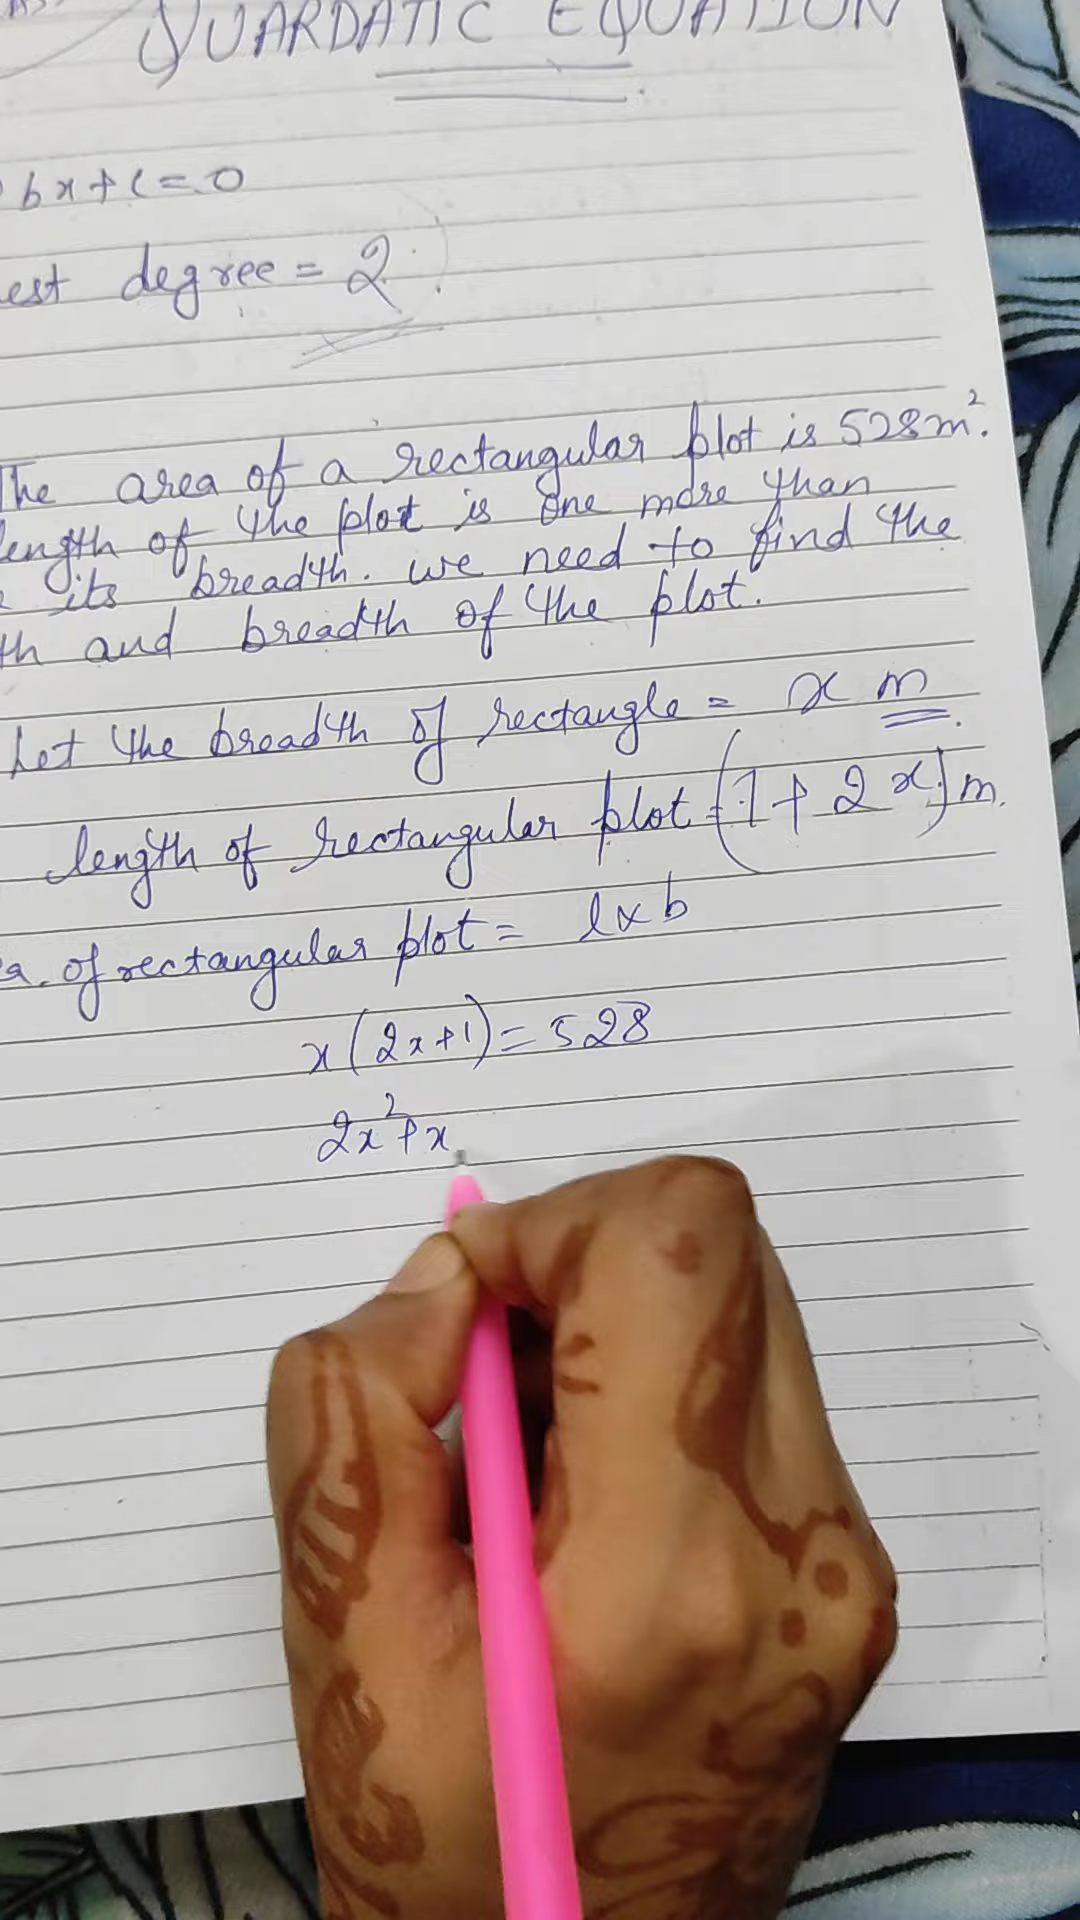 QUARDATIC EQUATION
bx+c=0
est degree = 2.
The area of a rectangular plot is 528m².
length of the plot is one more than
its breadth. we need to find the
th and breadth of the plot.
Let the breadth of rectangle = x m.
length of rectangular plot = (1 + 2x) m.
a. of rectangular plot = l x b
x(2x+1) = 528
2x²+x